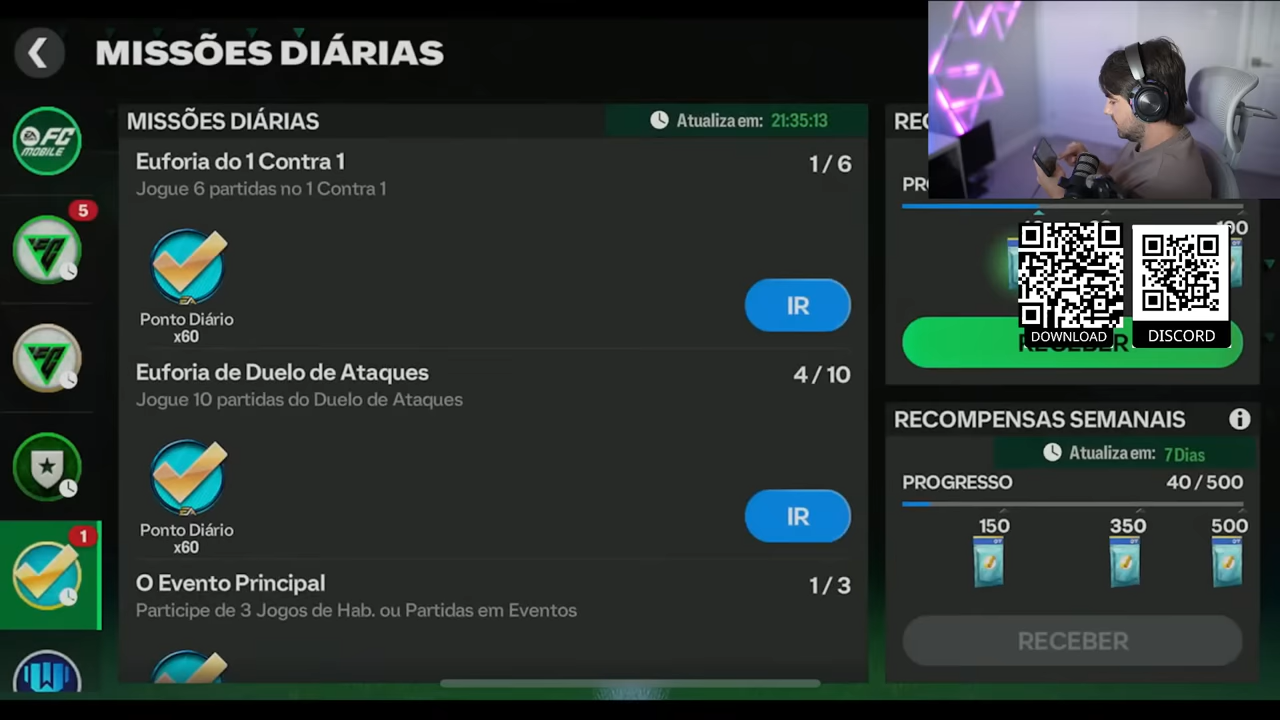 MISSÕES DIÁRIAS
EA FC
MOBILE
5
1
MISSÕES DIÁRIAS
Atualiza em: 21:35:13
Euforia do 1 Contra 1
1 / 6
Jogue 6 partidas no 1 Contra 1
Ponto Diário
x60
IR
Euforia de Duelo de Ataques
4 / 10
Jogue 10 partidas do Duelo de Ataques
Ponto Diário
x60
IR
O Evento Principal
1 / 3
Participe de 3 Jogos de Hab. ou Partidas em Eventos
DOWNLOAD
DISCORD
RECEBER
RECOMPENSAS SEMANAIS
Atualiza em: 7 Dias
PROGRESSO
40 / 500
150
350
500
RECEBER